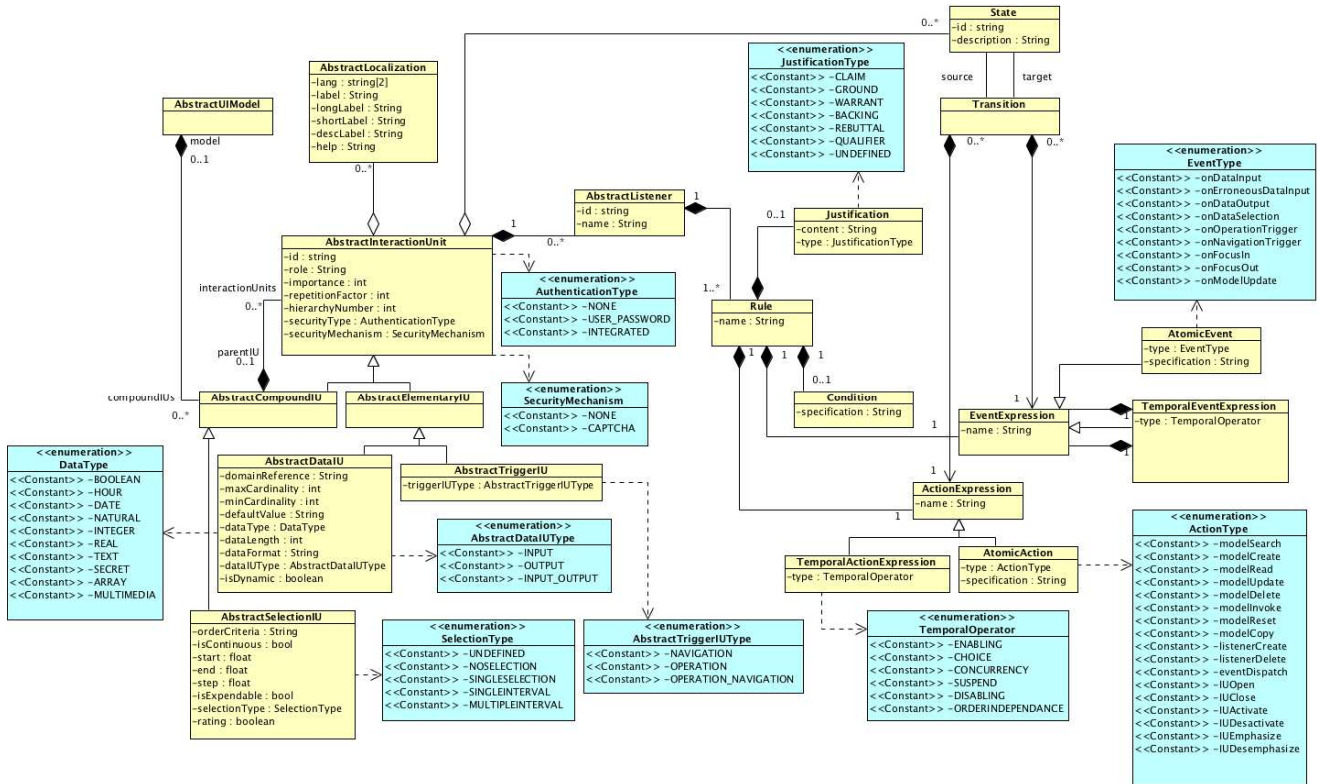 State
-id : string
-description : String
0..*
source
target
Transition
0..*
0..*
<<enumeration>>
JustificationType
<<Constant>> -CLAIM
<<Constant>> -GROUND
<<Constant>> -WARRANT
<<Constant>> -BACKING
<<Constant>> -REBUTTAL
<<Constant>> -QUALIFIER
<<Constant>> -UNDEFINED
AbstractLocalization
-lang : string[2]
-label : String
-longLabel : String
-shortLabel : String
-descLabel : String
-help : String
0..*
AbstractUIModel
model
0..1
<<enumeration>>
EventType
<<Constant>> -onDataInput
<<Constant>> -onErroneousDataInput
<<Constant>> -onDataOutput
<<Constant>> -onDataSelection
<<Constant>> -onOperationTrigger
<<Constant>> -onNavigationTrigger
<<Constant>> -onFocusIn
<<Constant>> -onFocusOut
<<Constant>> -onModelUpdate
AbstractListener
-id : string
-name : String
1
1
0..*
0..1
Justification
-content : String
-type : JustificationType
AbstractInteractionUnit
-id : string
-role : String
-importance : int
-repetitionFactor : int
-hierarchyNumber : int
-securityType : AuthenticationType
-securityMechanism : SecurityMechanism
interactionUnits
0..*
parentIU
0..1
<<enumeration>>
AuthenticationType
<<Constant>> -NONE
<<Constant>> -USER_PASSWORD
<<Constant>> -INTEGRATED
1..*
Rule
-name : String
1
1
1
0..1
AtomicEvent
-type : EventType
-specification : String
<<enumeration>>
SecurityMechanism
<<Constant>> -NONE
<<Constant>> -CAPTCHA
Condition
-specification : String
compoundIUs
0..*
AbstractCompoundIU
AbstractElementaryIU
1
1
EventExpression
-name : String
1
1
TemporalEventExpression
-type : TemporalOperator
<<enumeration>>
DataType
<<Constant>> -BOOLEAN
<<Constant>> -HOUR
<<Constant>> -DATE
<<Constant>> -NATURAL
<<Constant>> -INTEGER
<<Constant>> -REAL
<<Constant>> -TEXT
<<Constant>> -SECRET
<<Constant>> -ARRAY
<<Constant>> -MULTIMEDIA
AbstractDataIU
-domainReference : String
-maxCardinality : int
-minCardinality : int
-defaultValue : String
-dataType : DataType
-dataLength : int
-dataFormat : String
-dataIUType : AbstractDataIUType
-isDynamic : boolean
AbstractTriggerIU
-triggerIUType : AbstractTriggerIUType
<<enumeration>>
AbstractDataIUType
<<Constant>> -INPUT
<<Constant>> -OUTPUT
<<Constant>> -INPUT_OUTPUT
1
1
ActionExpression
-name : String
TemporalActionExpression
-type : TemporalOperator
AtomicAction
-type : ActionType
-specification : String
<<enumeration>>
ActionType
<<Constant>> -modelSearch
<<Constant>> -modelCreate
<<Constant>> -modelRead
<<Constant>> -modelUpdate
<<Constant>> -modelDelete
<<Constant>> -modelInvoke
<<Constant>> -modelReset
<<Constant>> -modelCopy
<<Constant>> -listenerCreate
<<Constant>> -listenerDelete
<<Constant>> -eventDispatch
<<Constant>> -IUOpen
<<Constant>> -IUClose
<<Constant>> -IUActivate
<<Constant>> -IUDesactivate
<<Constant>> -IUEmphasize
<<Constant>> -IUDesemphasize
AbstractSelectionIU
-orderCriteria : String
-isContinuous : bool
-start : float
-end : float
-step : float
-isExpendable : bool
-selectionType : SelectionType
-rating : boolean
<<enumeration>>
SelectionType
<<Constant>> -UNDEFINED
<<Constant>> -NOSELECTION
<<Constant>> -SINGLESELECTION
<<Constant>> -SINGLEINTERVAL
<<Constant>> -MULTIPLEINTERVAL
<<enumeration>>
AbstractTriggerIUType
<<Constant>> -NAVIGATION
<<Constant>> -OPERATION
<<Constant>> -OPERATION_NAVIGATION
<<enumeration>>
TemporalOperator
<<Constant>> -ENABLING
<<Constant>> -CHOICE
<<Constant>> -CONCURRENCY
<<Constant>> -SUSPEND
<<Constant>> -DISABLING
<<Constant>> -ORDERINDEPENDANCE